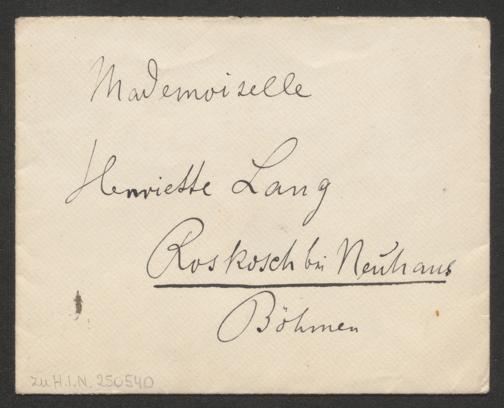 Mademoiselle
Henriette Lang
Roskosch bei Neuhaus
Böhmen
zu H.I.N. 250540